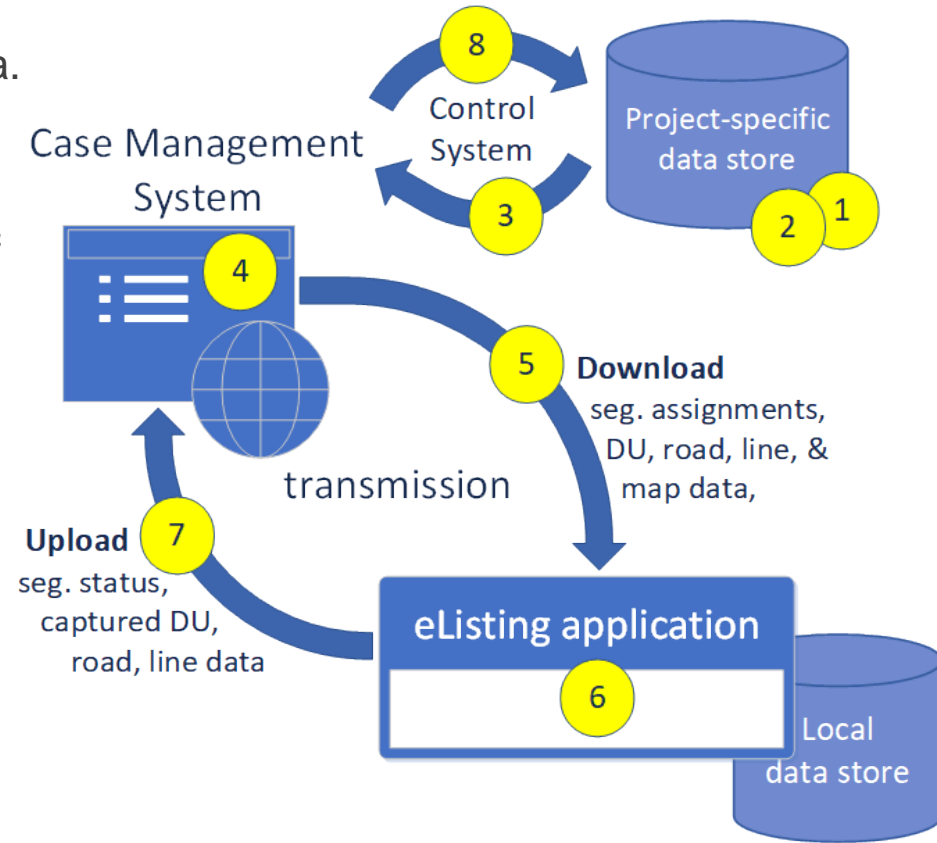 a.
8
Control
System
3
Project-specific
data store
1
2
Case Management
System
4
5
Download
seg. assignments,
DU, road, line, &
map data,
transmission
Upload
7
seg. status,
captured DU,
road, line data
eListing application
6
Local
data store